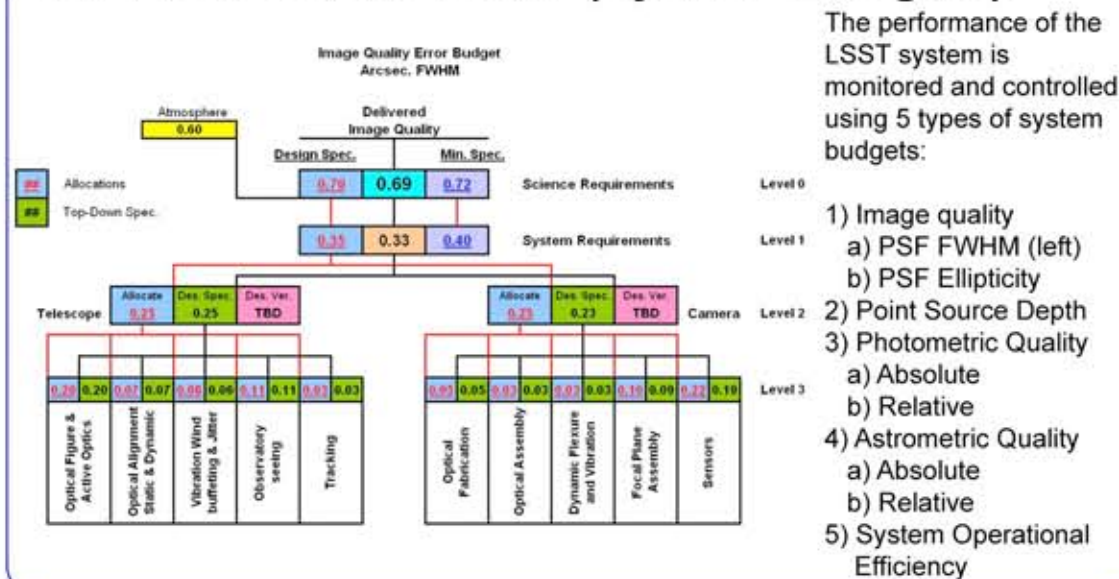 Image Quality Error Budget
Arcsec. FWHM
Atmosphere
0.60
Delivered
Image Quality
Design Spec.
Min. Spec.
## Allocations
## Top-Down Spec.
0.69 0.72 Science Requirements Level 0
0.35 0.33 0.40 System Requirements Level 1
Telescope
Allocate Des. Spec. Des. Ver.
0.25 0.25 TBD
Allocate Des. Spec. Des. Ver.
0.23 TBD
Camera Level 2
0.20 0.20 0.07 0.07 0.06 0.06 0.11 0.11 0.03 0.03
0.05 0.05 0.03 0.03 0.03 0.03 0.09 0.22 0.19
Level 3
Optical Figure &
Active Optics
Optical Alignment
Static & Dynamic
Vibration Wind
buffeting & Jitter
Observatory
seeing
Tracking
Optical
Fabrication
Optical Assembly
Dynamic Flexure
and Vibration
Focal Plane
Assembly
Sensors
The performance of the
LSST system is
monitored and controlled
using 5 types of system
budgets:
1) Image quality
a) PSF FWHM (left)
b) PSF Ellipticity
2) Point Source Depth
3) Photometric Quality
a) Absolute
b) Relative
4) Astrometric Quality
a) Absolute
b) Relative
5) System Operational
Efficiency